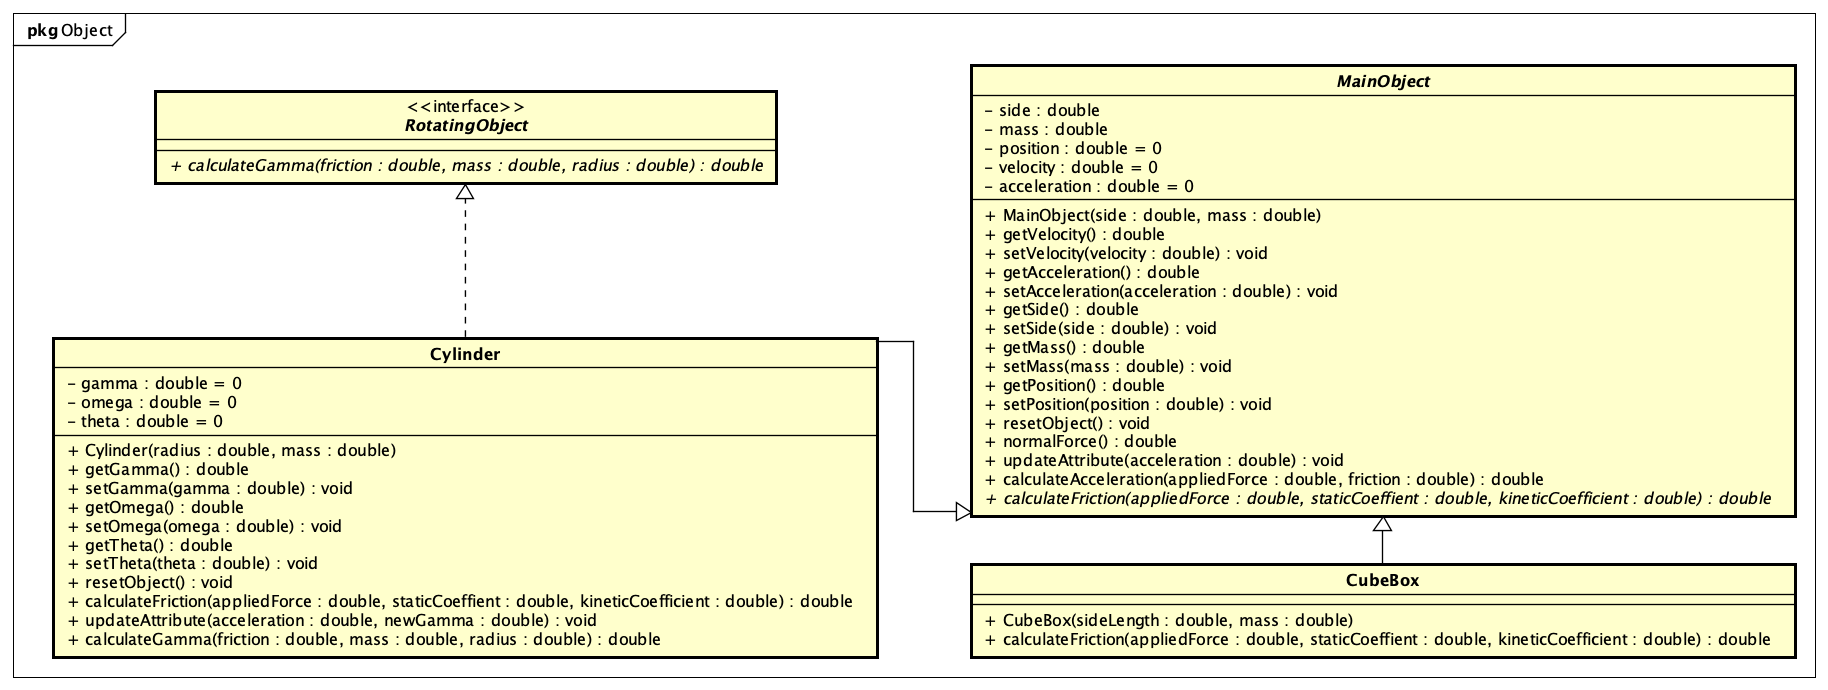 pkg Object
<<interface>>
RotatingObject
+ calculateGamma(friction : double, mass : double, radius : double) : double
MainObject
- side : double
- mass : double
- position : double = 0
- velocity : double = 0
- acceleration : double = 0
+ MainObject(side : double, mass : double)
+ getVelocity() : double
+ setVelocity(velocity : double) : void
+ getAcceleration() : double
+ setAcceleration(acceleration : double) : void
+ getSide() : double
+ setSide(side : double) : void
+ getMass() : double
+ setMass(mass : double) : void
+ getPosition() : double
+ setPosition(position : double) : void
+ resetObject() : void
+ normalForce() : double
+ updateAttribute(acceleration : double) : void
+ calculateAcceleration(appliedForce : double, friction : double) : double
+ calculateFriction(appliedForce : double, staticCoeffient : double, kineticCoefficient : double) : double
Cylinder
- gamma : double = 0
- omega : double = 0
- theta : double = 0
+ Cylinder(radius : double, mass : double)
+ getGamma() : double
+ setGamma(gamma : double) : void
+ getOmega() : double
+ setOmega(omega : double) : void
+ getTheta() : double
+ setTheta(theta : double) : void
+ resetObject() : void
+ calculateFriction(appliedForce : double, staticCoeffient : double, kineticCoefficient : double) : double
+ updateAttribute(acceleration : double, newGamma : double) : void
+ calculateGamma(friction : double, mass : double, radius : double) : double
CubeBox
+ CubeBox(sideLength : double, mass : double)
+ calculateFriction(appliedForce : double, staticCoeffient : double, kineticCoefficient : double) : double